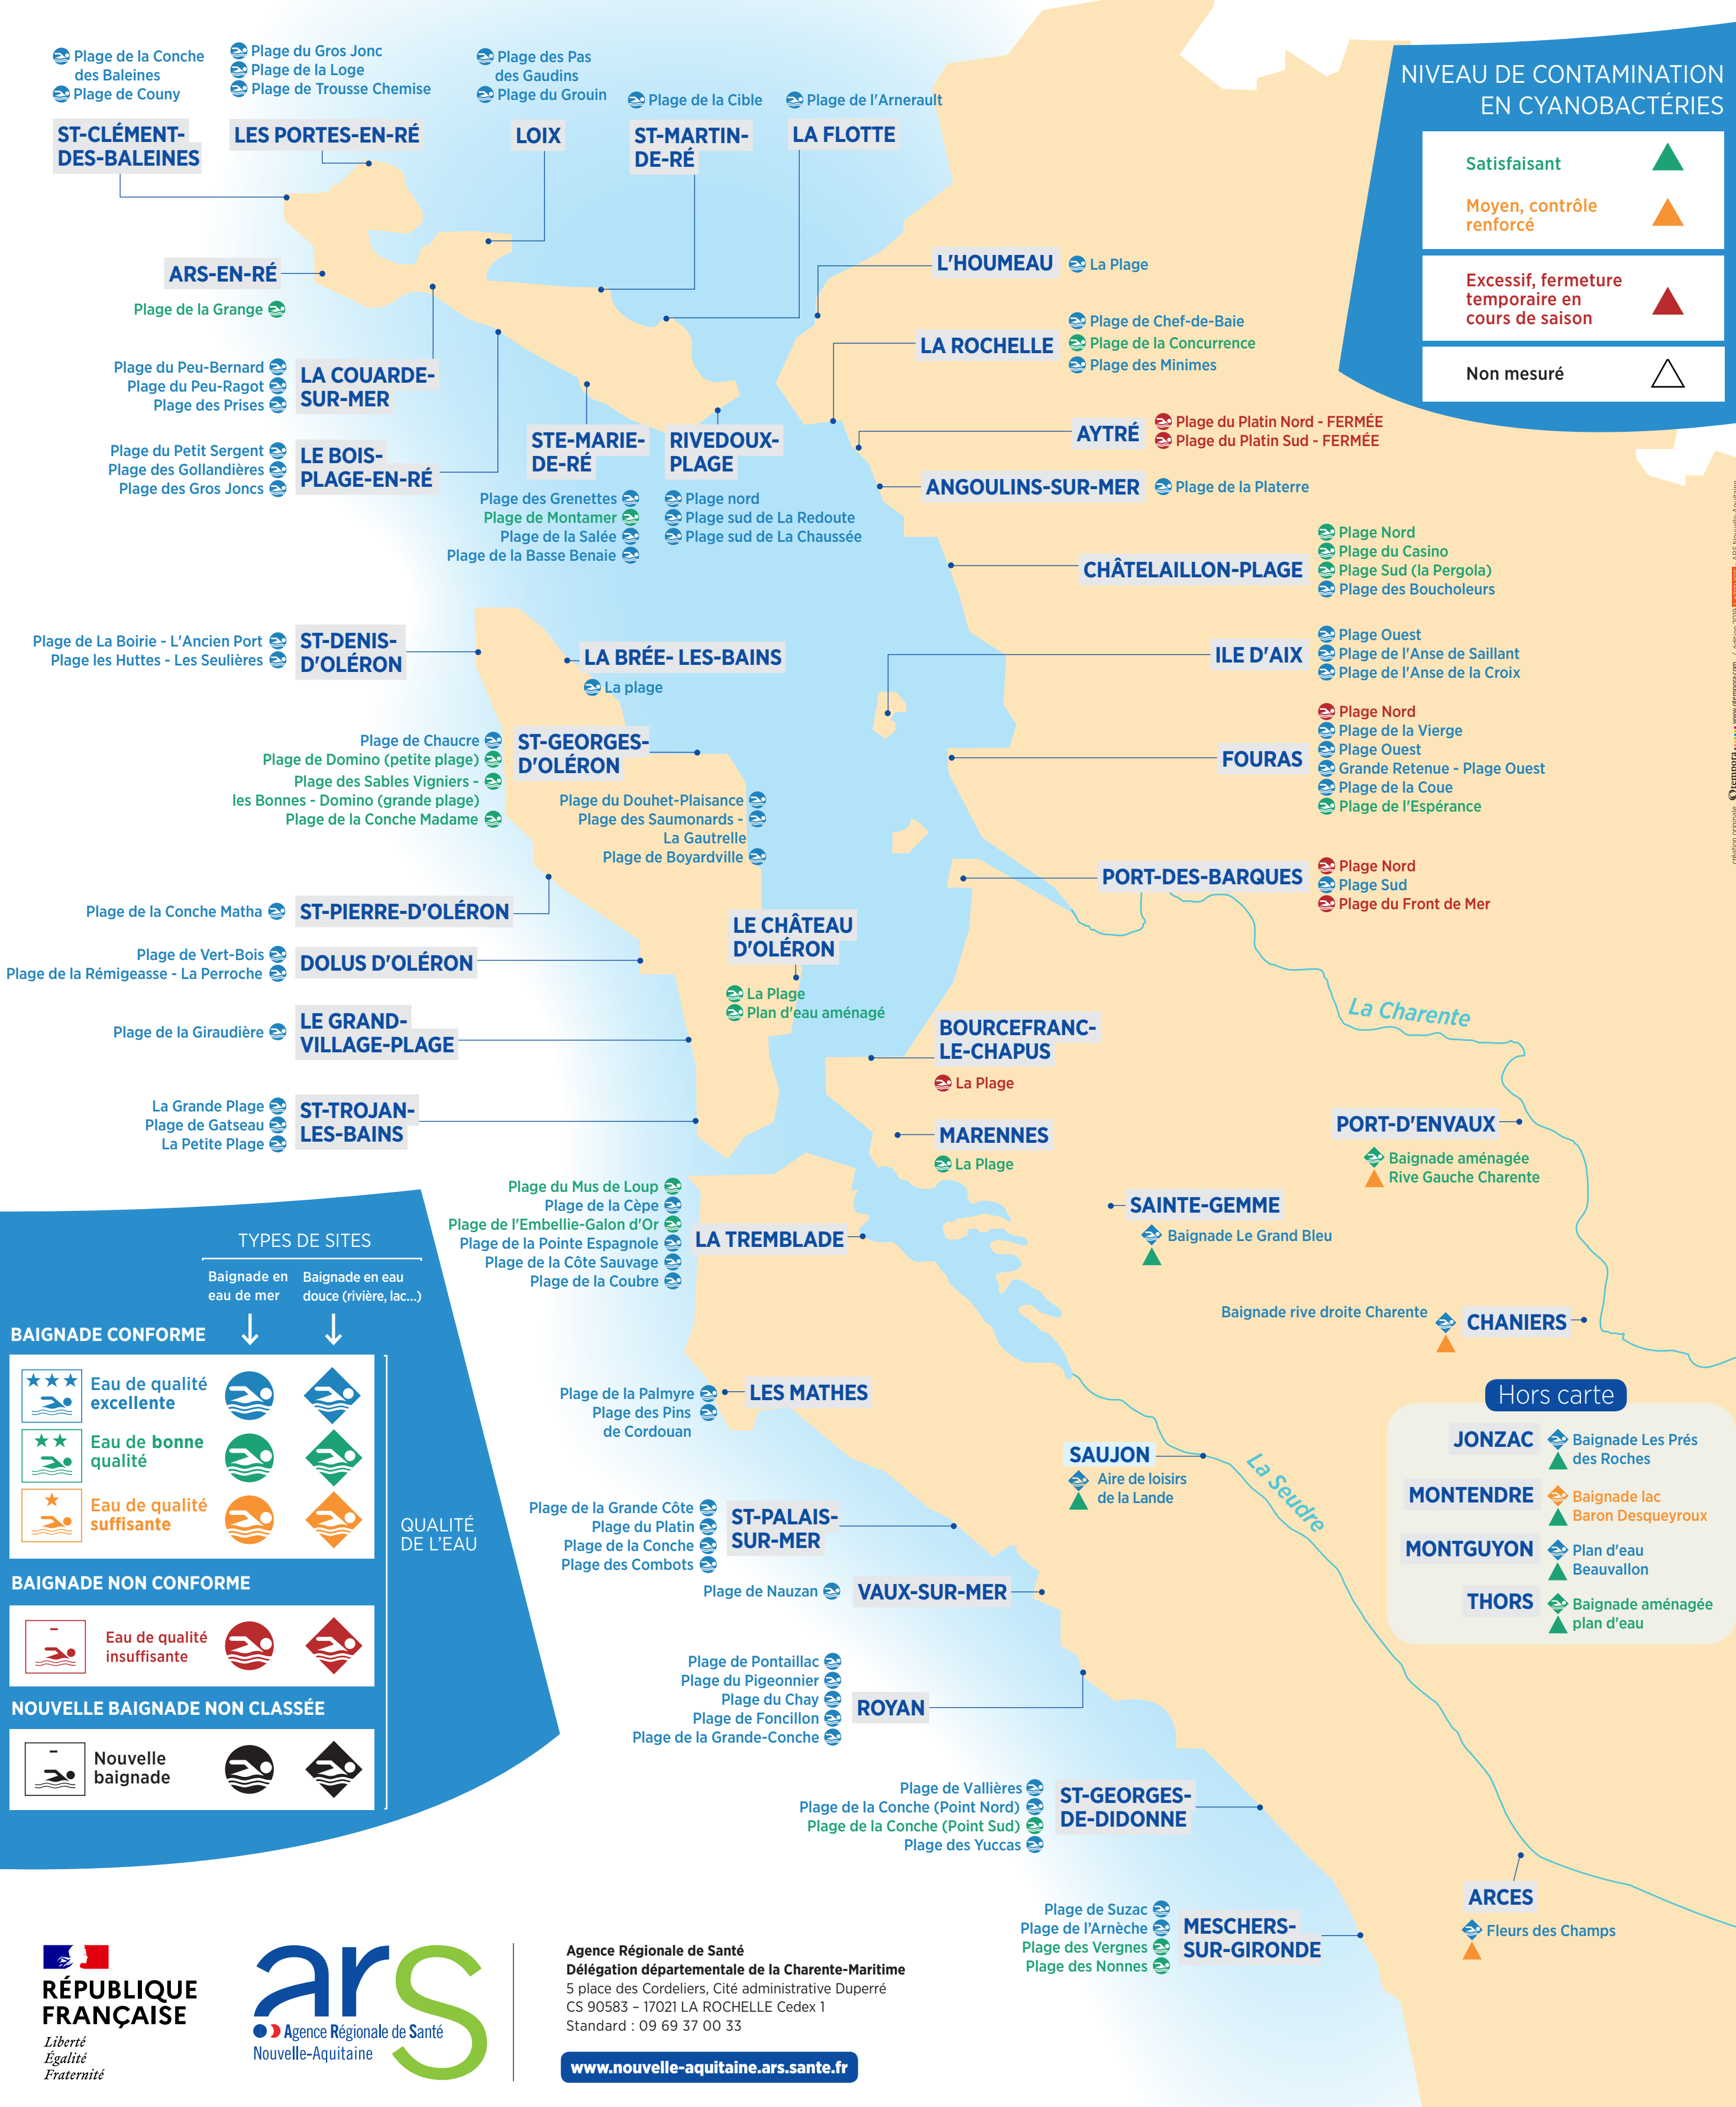 Plage de la Conche
des Baleines
Plage de Couny
ST-CLÉMENT-
DES-BALEINES
Plage du Gros Jonc
Plage de la Loge
Plage de Trousse Chemise
LES PORTES-EN-RÉ
Plage des Pas
des Gaudins
Plage du Grouin
LOIX
Plage de la Cible
ST-MARTIN-
DE-RÉ
Plage de l'Arnerault
LA FLOTTE
NIVEAU DE CONTAMINATION
EN CYANOBACTÉRIES
Satisfaisant
Moyen, contrôle
renforcé
Excessif, fermeture
temporaire en
cours de saison
Non mesuré
ARS-EN-RÉ
Plage de la Grange
Plage du Peu-Bernard
Plage du Peu-Ragot
Plage des Prises
LA COUARDE-
SUR-MER
Plage du Petit Sergent
Plage des Gollandières
Plage des Gros Joncs
LE BOIS-
PLAGE-EN-RÉ
STE-MARIE-
DE-RÉ
Plage des Grenettes
Plage de Montamer
Plage de la Salée
Plage de la Basse Benaie
RIVEDOUX-
PLAGE
Plage nord
Plage sud de La Redoute
Plage sud de La Chaussée
L'HOUMEAU
La Plage
LA ROCHELLE
Plage de Chef-de-Baie
Plage de la Concurrence
Plage des Minimes
AYTRÉ
Plage du Platin Nord - FERMÉE
Plage du Platin Sud - FERMÉE
ANGOULINS-SUR-MER
Plage de la Platerre
CHÂTELAILLON-PLAGE
Plage Nord
Plage du Casino
Plage Sud (la Pergola)
Plage des Boucholeurs
ILE D'AIX
Plage Ouest
Plage de l'Anse de Saillant
Plage de l'Anse de la Croix
FOURAS
Plage Nord
Plage de la Vierge
Plage Ouest
Grande Retenue - Plage Ouest
Plage de la Coue
Plage de l'Espérance
PORT-DES-BARQUES
Plage Nord
Plage Sud
Plage du Front de Mer
Plage de La Boirie - L'Ancien Port
Plage les Huttes - Les Seulières
ST-DENIS-
D'OLÉRON
LA BRÉE- LES-BAINS
La plage
Plage de Chaucre
Plage de Domino (petite plage)
Plage des Sables Vigniers -
les Bonnes - Domino (grande plage)
Plage de la Conche Madame
ST-GEORGES-
D'OLÉRON
Plage du Douhet-Plaisance
Plage des Saumonards -
La Gautrelle
Plage de Boyardville
Plage de la Conche Matha
ST-PIERRE-D'OLÉRON
Plage de Vert-Bois
Plage de la Rémigeasse - La Perroche
DOLUS D'OLÉRON
LE CHÂTEAU
D'OLÉRON
La Plage
Plan d'eau aménagé
Plage de la Giraudière
LE GRAND-
VILLAGE-PLAGE
La Grande Plage
Plage de Gatseau
La Petite Plage
ST-TROJAN-
LES-BAINS
BOURCEFRANC-
LE-CHAPUS
La Plage
MARENNES
La Plage
La Charente
PORT-D'ENVAUX
Baignade aménagée
Rive Gauche Charente
SAINTE-GEMME
Baignade Le Grand Bleu
Baignade rive droite Charente
CHANIERS
Plage du Mus de Loup
Plage de la Cèpe
Plage de l'Embellie-Galon d'Or
Plage de la Pointe Espagnole
Plage de la Côte Sauvage
Plage de la Coubre
LA TREMBLADE
Plage de la Palmyre
Plage des Pins
de Cordouan
LES MATHES
SAUJON
Aire de loisirs
de la Lande
La Seudre
Hors carte
JONZAC
Baignade Les Prés
des Roches
MONTENDRE
Baignade lac
Baron Desqueyroux
MONTGUYON
Plan d'eau
Beauvallon
THORS
Baignade aménagée
plan d'eau
Plage de la Grande Côte
Plage du Platin
Plage de la Conche
Plage des Combots
ST-PALAIS-
SUR-MER
Plage de Nauzan
VAUX-SUR-MER
Plage de Pontaillac
Plage du Pigeonnier
Plage du Chay
Plage de Foncillon
Plage de la Grande-Conche
ROYAN
Plage de Vallières
Plage de la Conche (Point Nord)
Plage de la Conche (Point Sud)
Plage des Yuccas
ST-GEORGES-
DE-DIDONNE
Plage de Suzac
Plage de l'Arnèche
Plage des Vergnes
Plage des Nonnes
MESCHERS-
SUR-GIRONDE
ARCES
Fleurs des Champs
TYPES DE SITES
Baignade en
eau de mer
Baignade en eau
douce (rivière, lac...)
BAIGNADE CONFORME
Eau de qualité
excellente
Eau de bonne
qualité
Eau de qualité
suffisante
QUALITÉ
DE L'EAU
BAIGNADE NON CONFORME
Eau de qualité
insuffisante
NOUVELLE BAIGNADE NON CLASSÉE
Nouvelle
baignade
RÉPUBLIQUE
FRANÇAISE
Liberté
Égalité
Fraternité
ars
Agence Régionale de Santé
Nouvelle-Aquitaine
Agence Régionale de Santé
Délégation départementale de la Charente-Maritime
5 place des Cordeliers, Cité administrative Duperré
CS 90583 – 17021 LA ROCHELLE Cedex 1
Standard : 09 69 37 00 33
www.nouvelle-aquitaine.ars.sante.fr